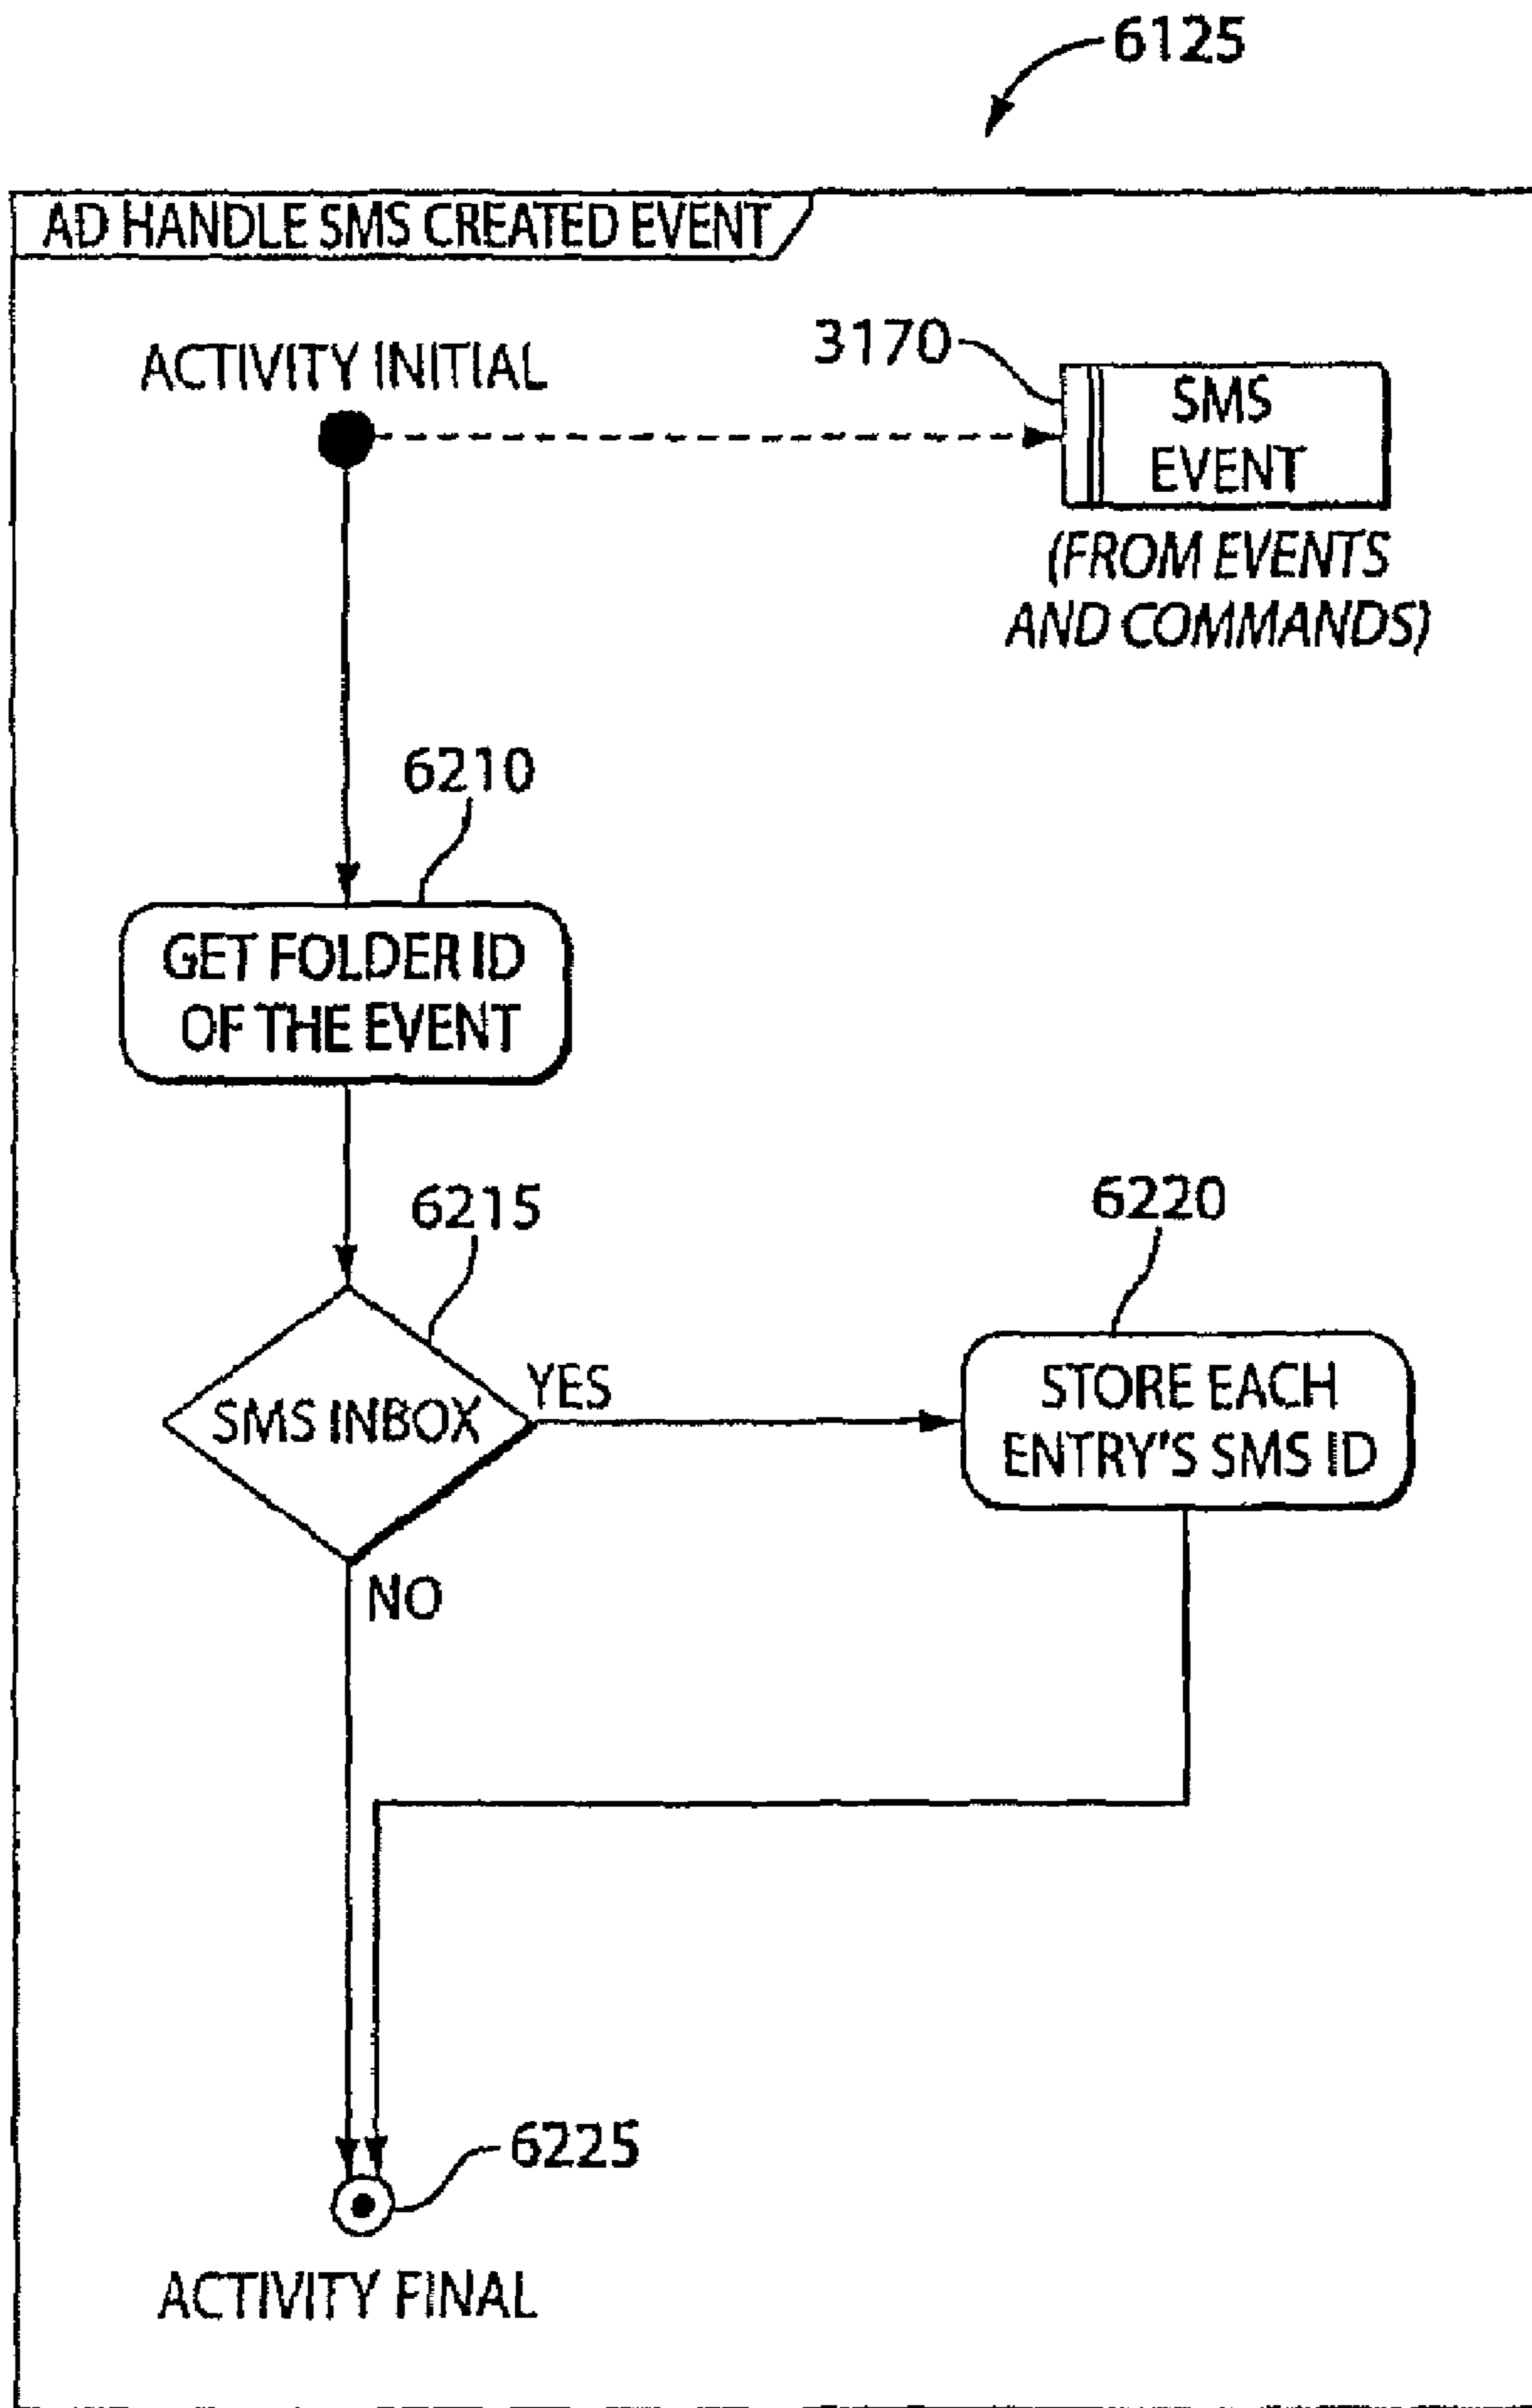 6125
AD HANDLE SMS CREATED EVENT
ACTIVITY INITIAL
3170
SMS
EVENT
(FROM EVENTS
AND COMMANDS)
6210
GET FOLDER ID
OF THE EVENT
6215
SMS INBOX
YES
NO
6220
STORE EACH
ENTRY'S SMS ID
6225
ACTIVITY FINAL